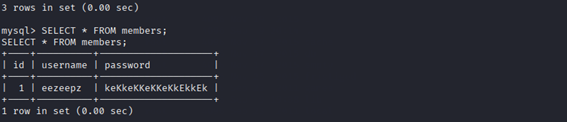 3 rows in set (0.00 sec)
mysql> SELECT * FROM members;
SELECT * FROM members;
+----+----------+---------------------+
| id | username | password            |
+----+----------+---------------------+
|  1 | eezeepz  | keKkeKKeKKeKkEkkEk |
+----+----------+---------------------+
1 row in set (0.00 sec)